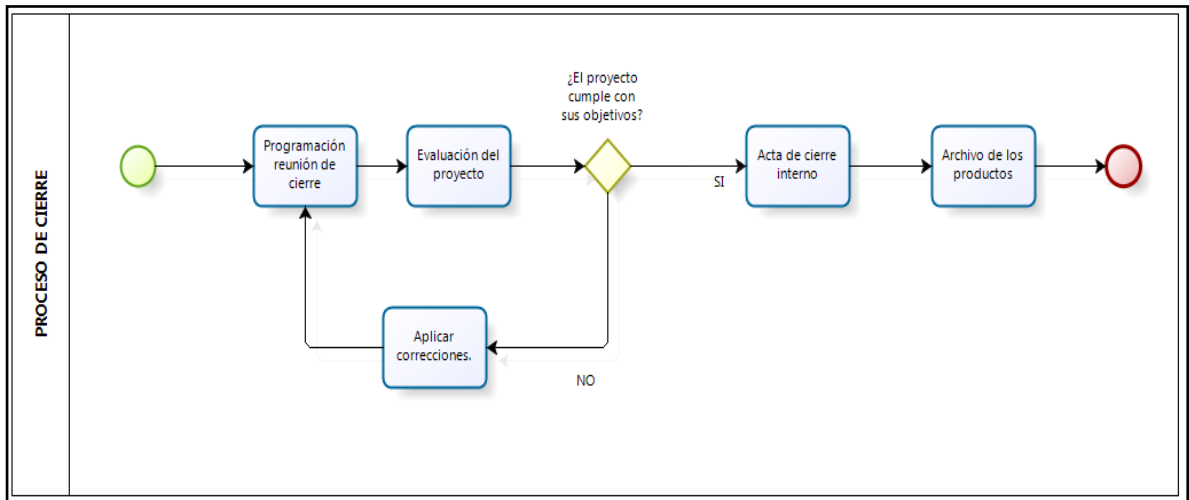 PROCESO DE CIERRE
¿El proyecto
cumple con
sus objetivos?
Programación
reunión de
cierre
Evaluación del
proyecto
SI
Acta de cierre
interno
Archivo de los
productos
Aplicar
correcciones.
NO